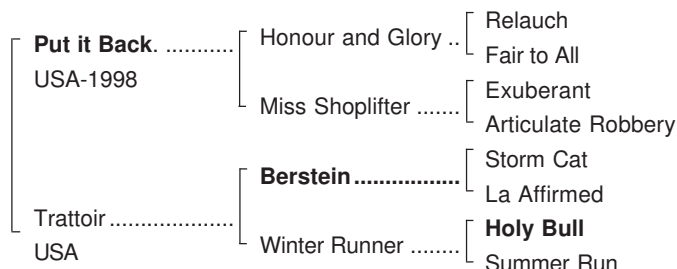 Put it Back. ...........
USA-1998
Honour and Glory ..
Relauch
Fair to All
Miss Shoplifter .......
Exuberant
Articulate Robbery
Trattoir ...................
USA
Berstein .................
Storm Cat
La Affirmed
Winter Runner ........
Holy Bull
Summer Run